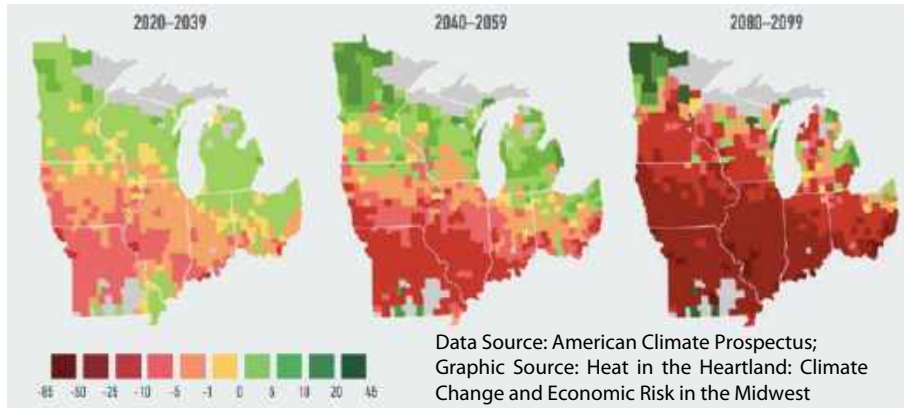 2020–2039 2040–2059 2080–2099
-85 -50 -25 -10 -5 -1 0 5 10 20 45
Data Source: American Climate Prospectus;
Graphic Source: Heat in the Heartland: Climate
Change and Economic Risk in the Midwest